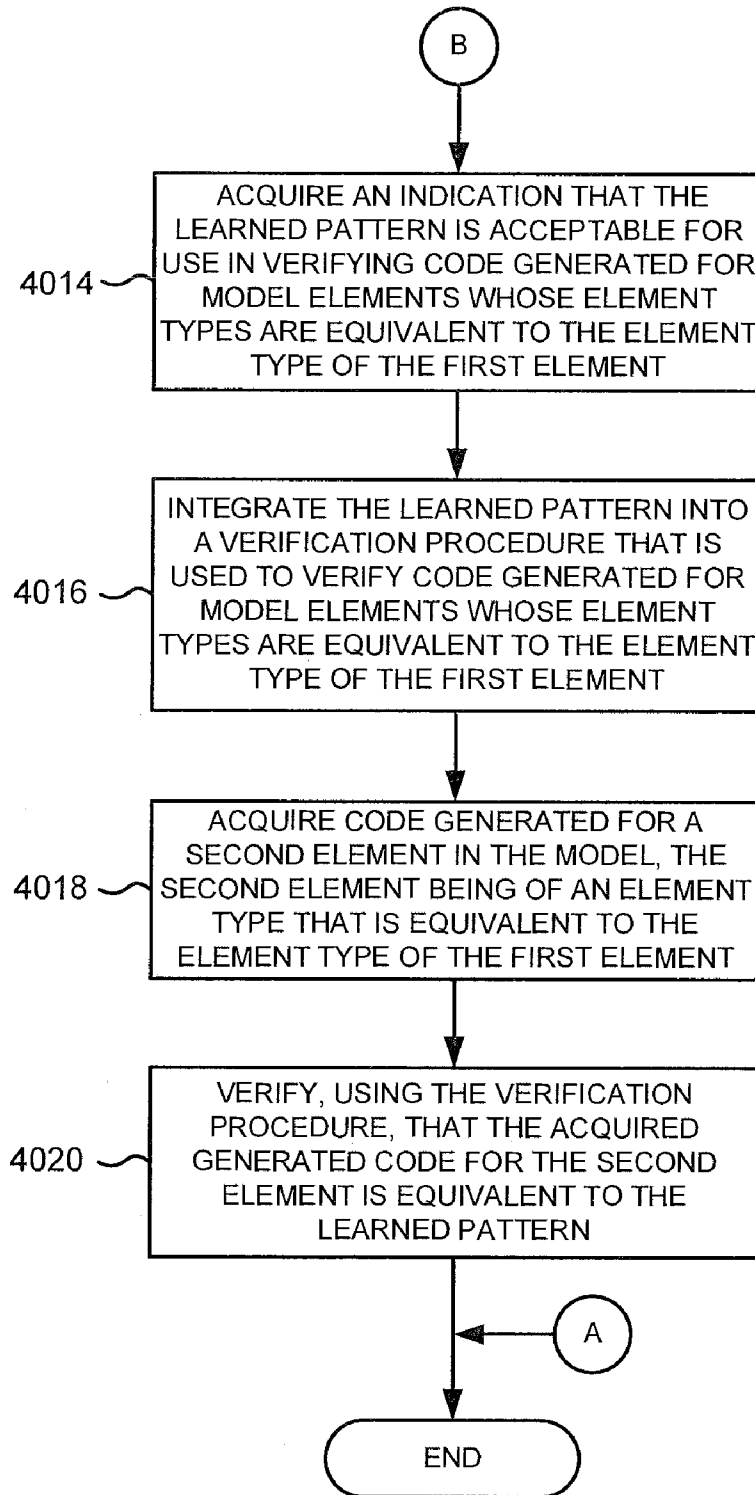 B
ACQUIRE AN INDICATION THAT THE
LEARNED PATTERN IS ACCEPTABLE FOR
USE IN VERIFYING CODE GENERATED FOR
MODEL ELEMENTS WHOSE ELEMENT
TYPES ARE EQUIVALENT TO THE ELEMENT
TYPE OF THE FIRST ELEMENT
4014
INTEGRATE THE LEARNED PATTERN INTO
A VERIFICATION PROCEDURE THAT IS
USED TO VERIFY CODE GENERATED FOR
MODEL ELEMENTS WHOSE ELEMENT
TYPES ARE EQUIVALENT TO THE ELEMENT
TYPE OF THE FIRST ELEMENT
4016
ACQUIRE CODE GENERATED FOR A
SECOND ELEMENT IN THE MODEL, THE
SECOND ELEMENT BEING OF AN ELEMENT
TYPE THAT IS EQUIVALENT TO THE
ELEMENT TYPE OF THE FIRST ELEMENT
4018
VERIFY, USING THE VERIFICATION
PROCEDURE, THAT THE ACQUIRED
GENERATED CODE FOR THE SECOND
ELEMENT IS EQUIVALENT TO THE
LEARNED PATTERN
4020
A
END